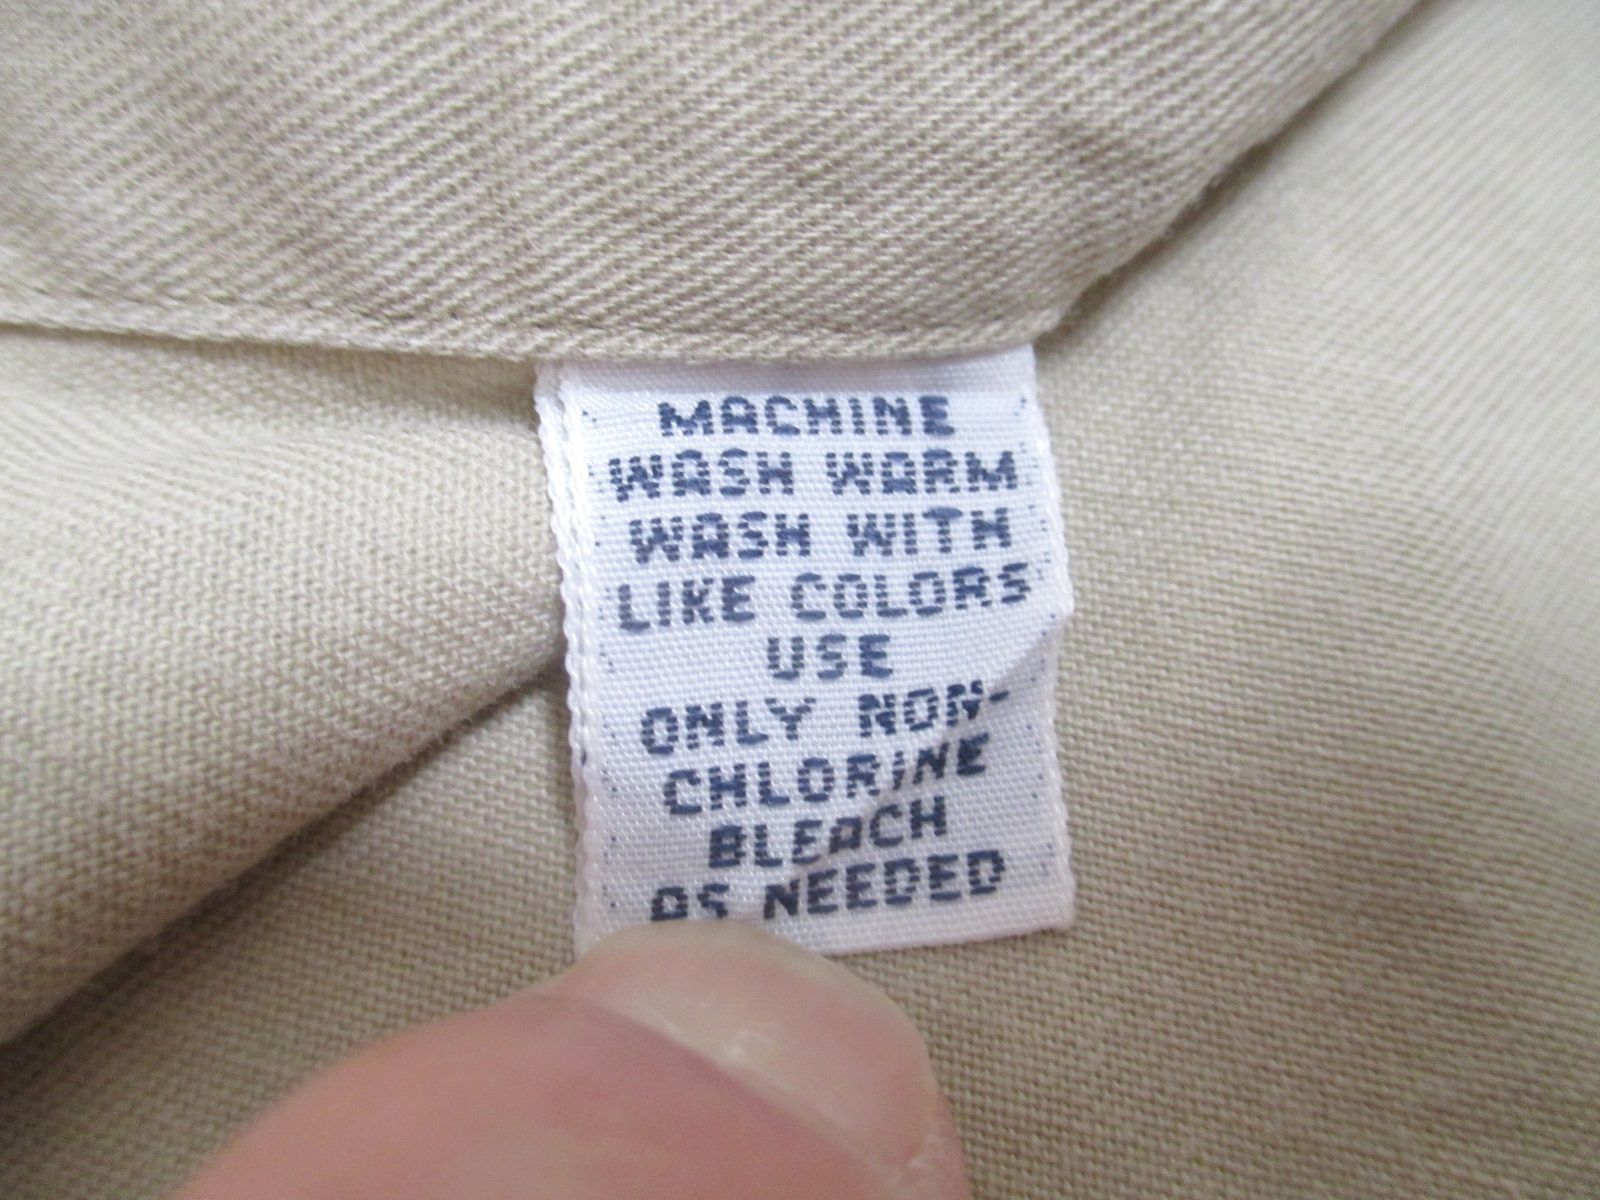 MACHINE
WASH WARM
WASH WITH
LIKE COLORS
USE
ONLY NON-
CHLORINE
BLEACH
AS NEEDED